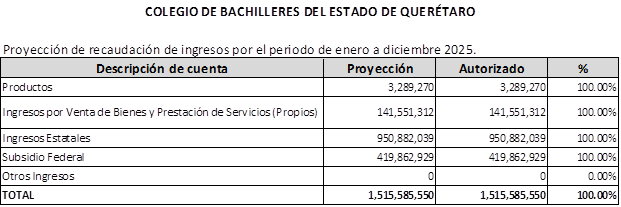 COLEGIO DE BACHILLERES DEL ESTADO DE QUERÉTARO
Proyección de recaudación de ingresos por el periodo de enero a diciembre 2025.
Descripción de cuenta Proyección Autorizado %
Productos 3,289,270 3,289,270 100.00%
Ingresos por Venta de Bienes y Prestación de Servicios (Propios) 141,551,312 141,551,312 100.00%
Ingresos Estatales 950,882,039 950,882,039 100.00%
Subsidio Federal 419,862,929 419,862,929 100.00%
Otros Ingresos 0 0 0.00%
TOTAL 1,515,585,550 1,515,585,550 100.00%